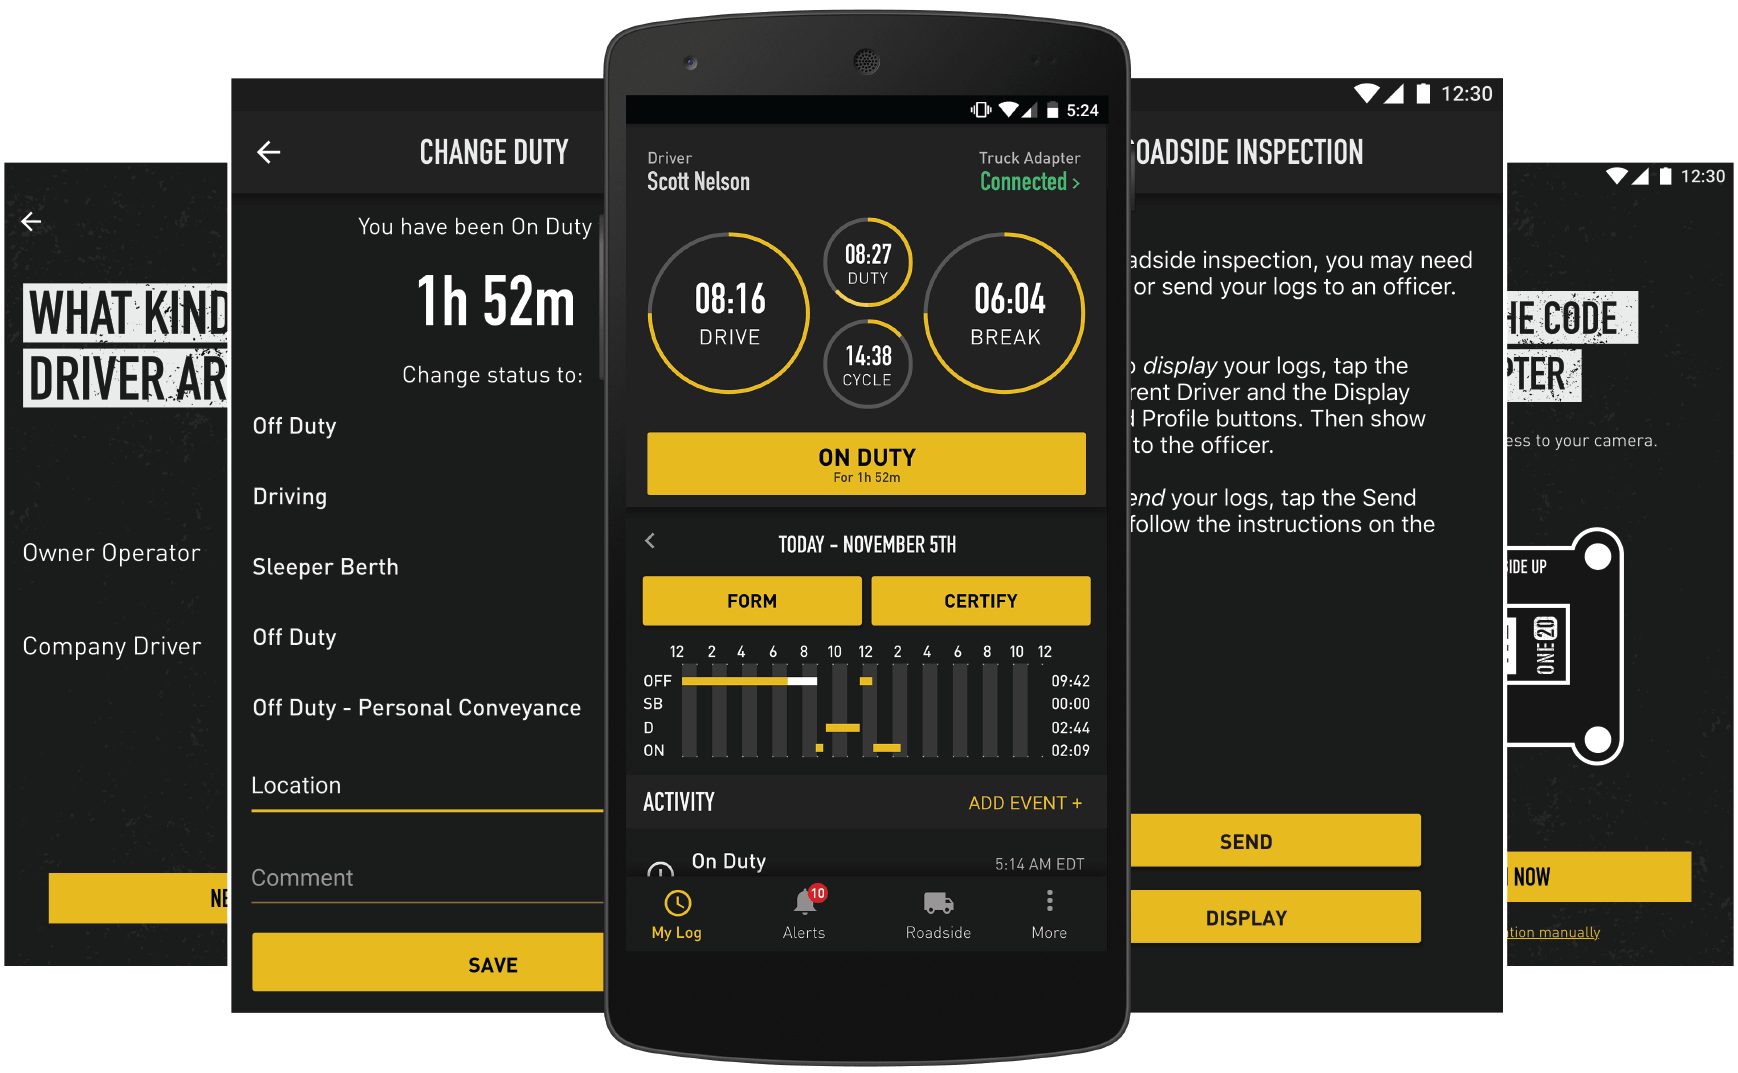 WHAT KIND
DRIVER AR
Owner Operator
Company Driver
NE
CHANGE DUTY
You have been On Duty
1h 52m
Change status to:
Off Duty
Driving
Sleeper Berth
Off Duty
Off Duty - Personal Conveyance
Location
Comment
SAVE
5:24
Driver
Scott Nelson
Truck Adapter
Connected >
08:16
DRIVE
08:27
DUTY
14:38
CYCLE
06:04
BREAK
ON DUTY
For 1h 52m
TODAY - NOVEMBER 5TH
FORM
CERTIFY
12 2 4 6 8 10 12 2 4 6 8 10 12
OFF 09:42
SB 00:00
D 02:44
ON 02:09
ACTIVITY
ADD EVENT +
On Duty
5:14 AM EDT
My Log
10
Alerts
Roadside
More
12:30
OADSIDE INSPECTION
adside inspection, you may need
or send your logs to an officer.
display your logs, tap the
rent Driver and the Display
Profile buttons. Then show
to the officer.
end your logs, tap the Send
follow the instructions on the
SEND
DISPLAY
12:30
HE CODE
PTER
ess to your camera.
SIDE UP
ONE20
NOW
tion manually